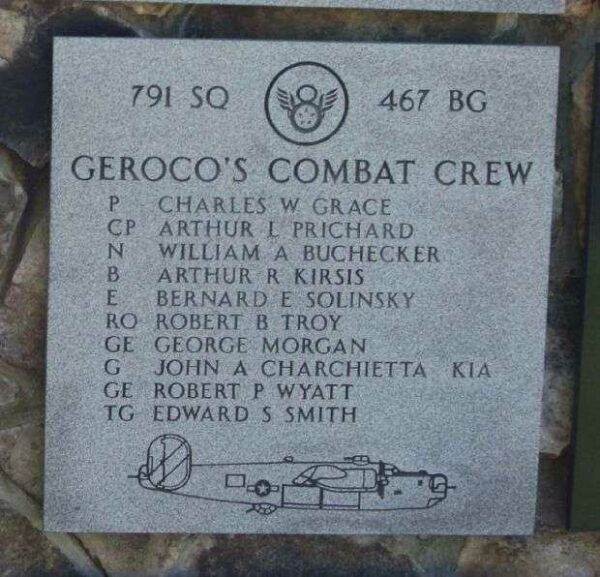 791 SQ 467 BG
GEROCO'S COMBAT CREW
P CHARLES W GRACE
CP ARTHUR L PRICHARD
N WILLIAM A BUCHECKER
B ARTHUR R KIRSIS
E BERNARD E SOLINSKY
RO ROBERT B TROY
GE GEORGE MORGAN
G JOHN A CHARCHIETTA KIA
GE ROBERT P WYATT
TG EDWARD S SMITH